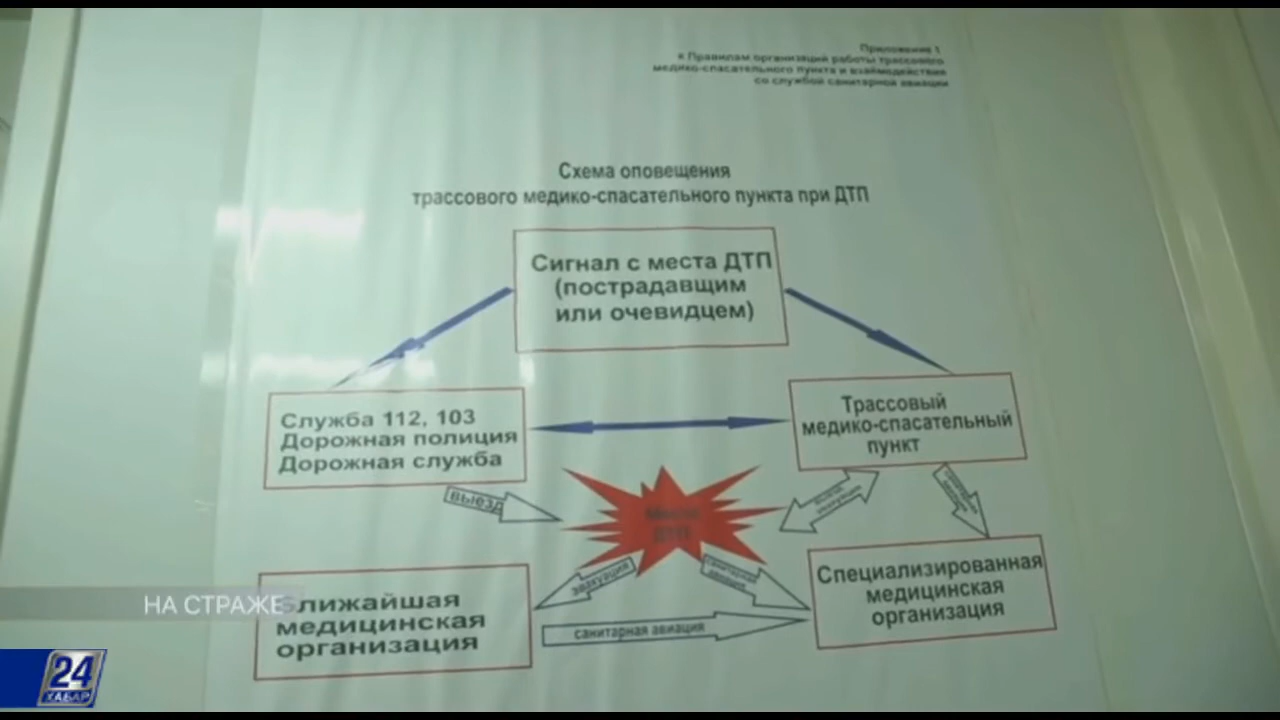 Приложение 1
к Правилам организаций работы трассового
медико-спасательного пункта и взаимодействия
со службой санитарной авиации
Схема оповещения
трассового медико-спасательного пункта при ДТП
Сигнал с места ДТП
(пострадавщим
или очевидцем)
Служба 112, 103
Дорожная полиция
Дорожная служба
Трассовый
медико-спасательный
пункт
выезд
Место
ДТП
эвакуация
санитарная
авиация
Ближайшая
медицинская
организация
санитарная авиация
Специализированная
медицинская
организация
НА СТРАЖЕ
24
ХАБАР